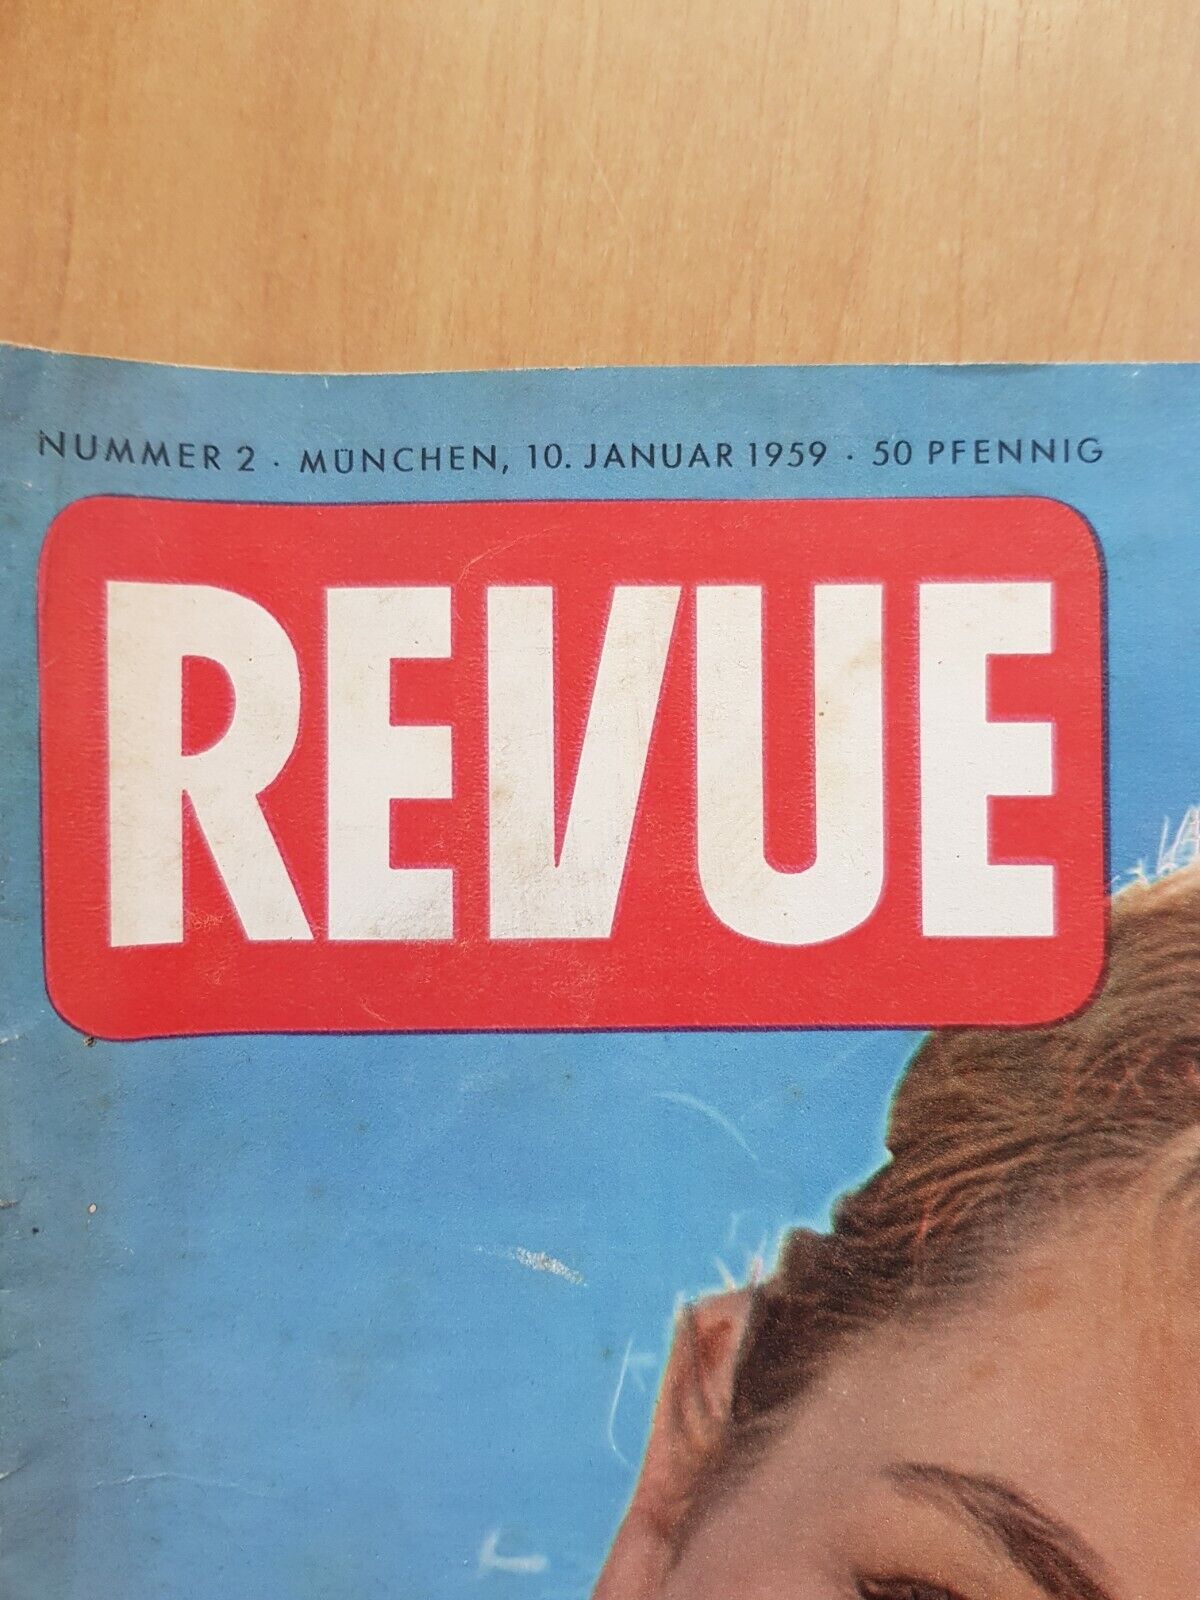 NUMMER 2 · MÜNCHEN, 10. JANUAR 1959 · 50 PFENNIG
REVUE